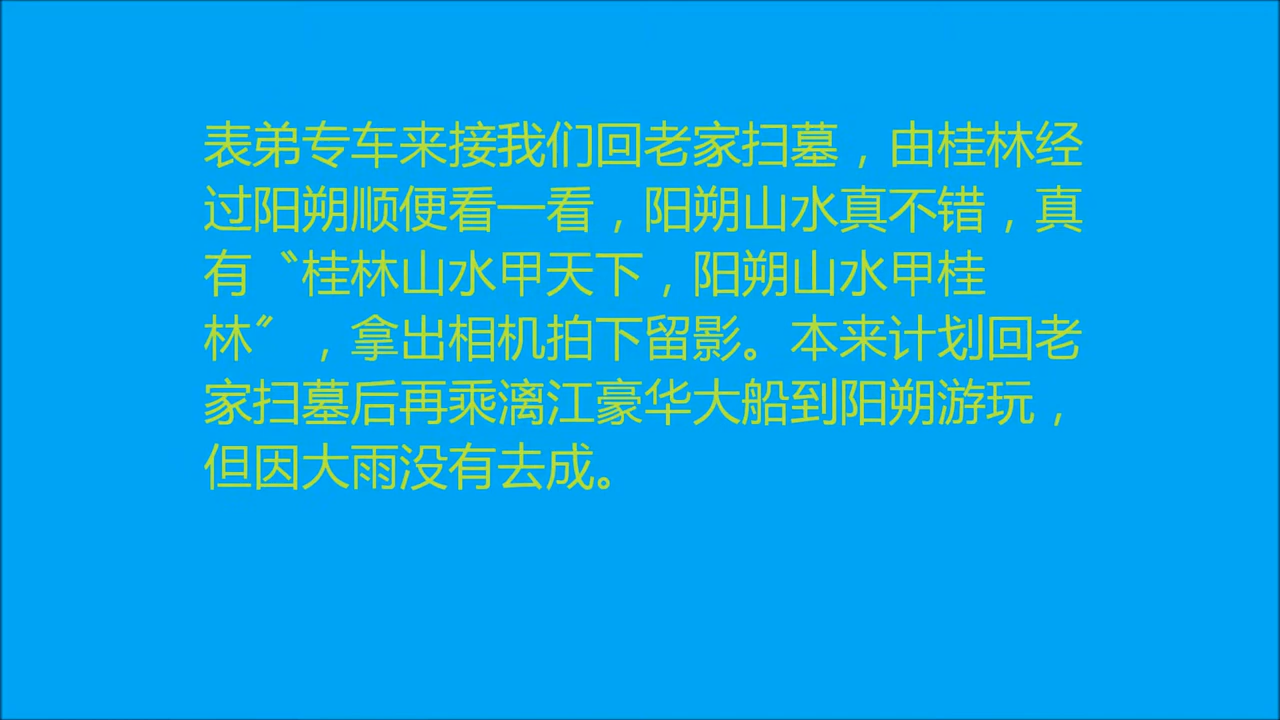 表弟专车来接我们回老家扫墓，由桂林经
过阳朔顺便看一看，阳朔山水真不错，真
有〝桂林山水甲天下，阳朔山水甲桂
林〞，拿出相机拍下留影。本来计划回老
家扫墓后再乘漓江豪华大船到阳朔游玩，
但因大雨没有去成。